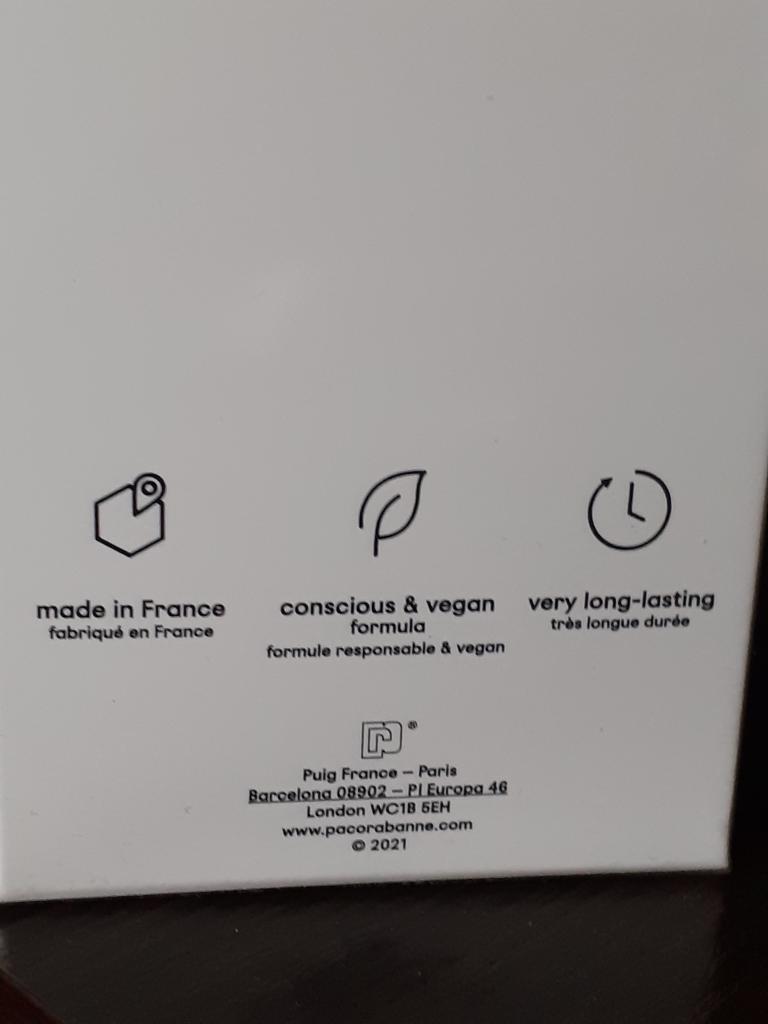 made in France
fabriqué en France
conscious & vegan
formula
formule responsable & vegan
very long-lasting
très longue durée
®
Puig France – Paris
Barcelona 08902 – Pl Europa 46
London WC1B 5EH
www.pacorabanne.com
© 2021